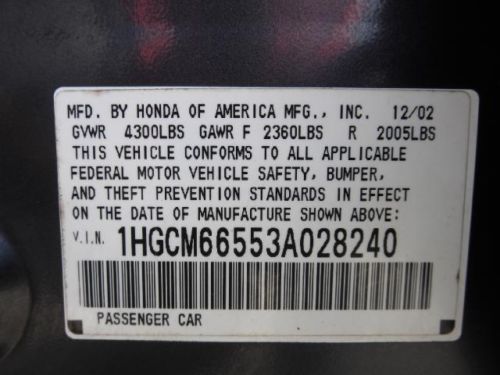 MFD. BY HONDA OF AMERICA MFG., INC. 12/02
GVWR 4300LBS GAWR F 2360LBS R 2005LBS
THIS VEHICLE CONFORMS TO ALL APPLICABLE
FEDERAL MOTOR VEHICLE SAFETY, BUMPER,
AND THEFT PREVENTION STANDARDS IN EFFECT
ON THE DATE OF MANUFACTURE SHOWN ABOVE:
V.I.N. 1HGCM66553A028240
PASSENGER CAR